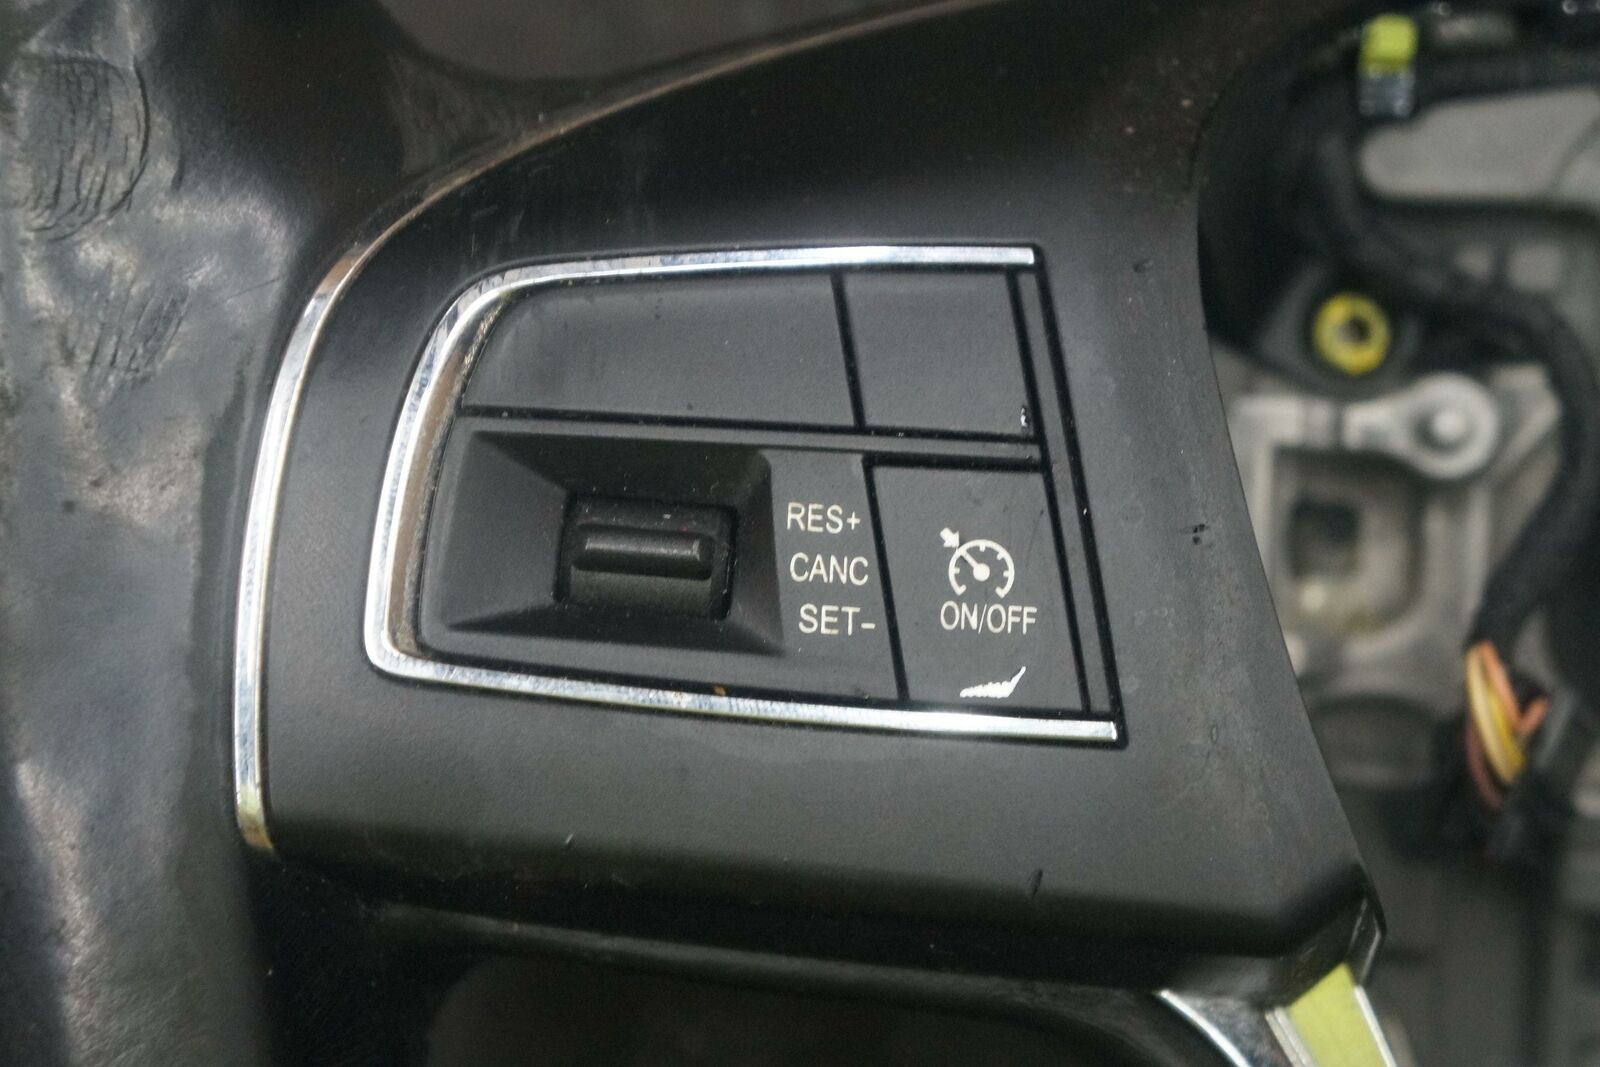 RES+
CANC
SET-
ON/OFF